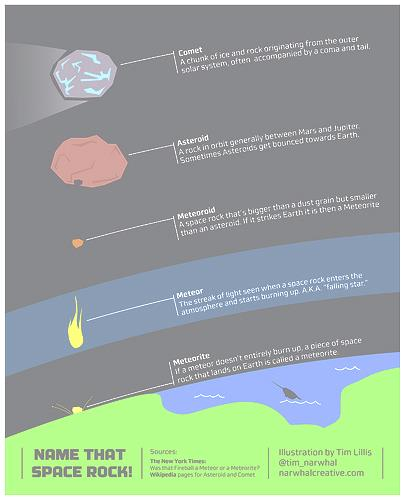 Comet
A chunk of ice and rock originating from the outer
solar system, often accompanied by a coma and tail.
Asteroid
A rock in orbit generally between Mars and Jupiter.
Sometimes Asteroids get bounced towards Earth.
Meteoroid
A space rock that's bigger than a dust grain but smaller
than an asteroid. If it strikes Earth it is then a Meteorite
Meteor
The streak of light seen when a space rock enters the
atmosphere and starts burning up. A.K.A. "falling star."
Meteorite
If a meteor doesn't entirely burn up, a piece of space
rock that lands on Earth is called a meteorite.
NAME THAT
SPACE ROCK!
Sources:
The New York Times:
Was that Fireball a Meteor or a Meteorite?
Wikipedia pages for Asteroid and Comet
Illustration by Tim Lillis
@tim_narwhal
narwhalcreative.com